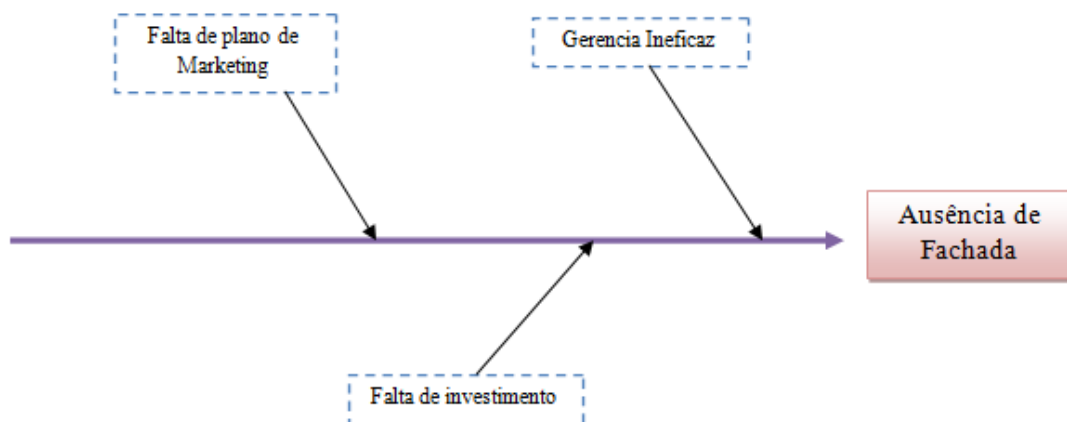 Falta de plano de
Marketing
Gerencia Ineficaz
Ausência de
Fachada
Falta de investimento